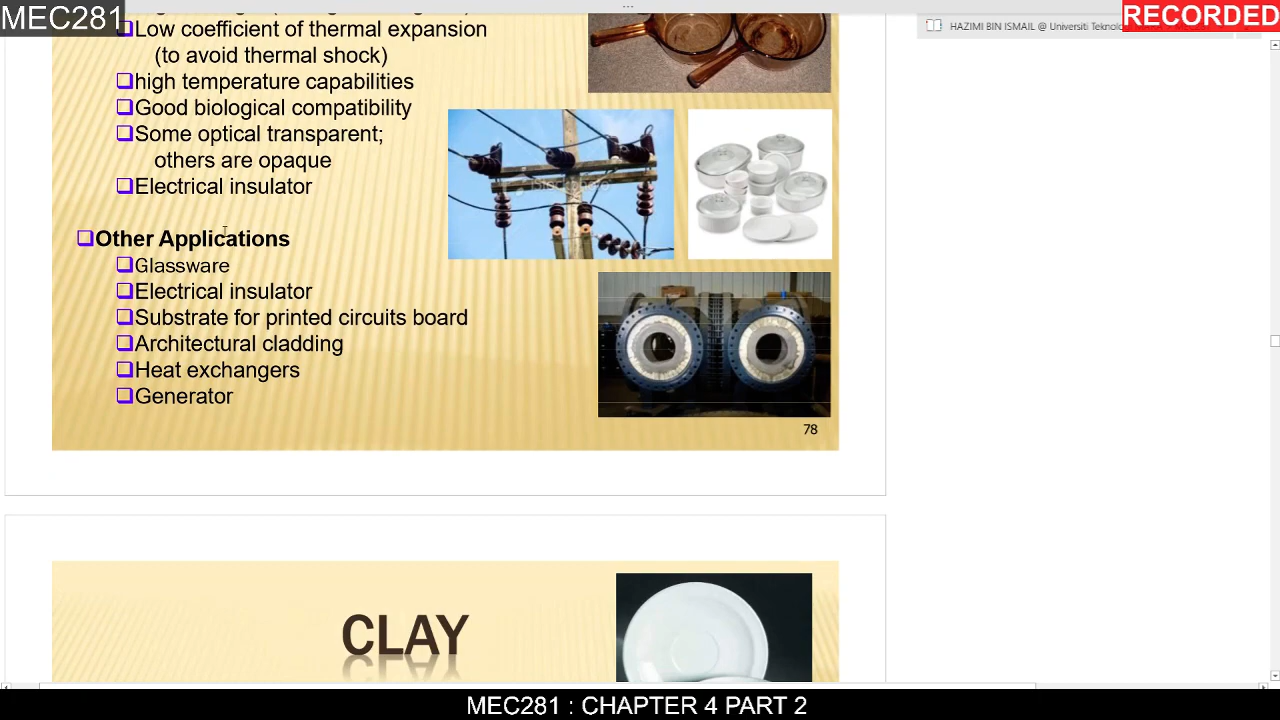 MEC281
RECORDED
HAZIMI BIN ISMAIL @ Universiti Teknolo
Low coefficient of thermal expansion
(to avoid thermal shock)
high temperature capabilities
Good biological compatibility
Some optical transparent;
others are opaque
Electrical insulator
Other Applications
Glassware
Electrical insulator
Substrate for printed circuits board
Architectural cladding
Heat exchangers
Generator
78
CLAY
MEC281 : CHAPTER 4 PART 2